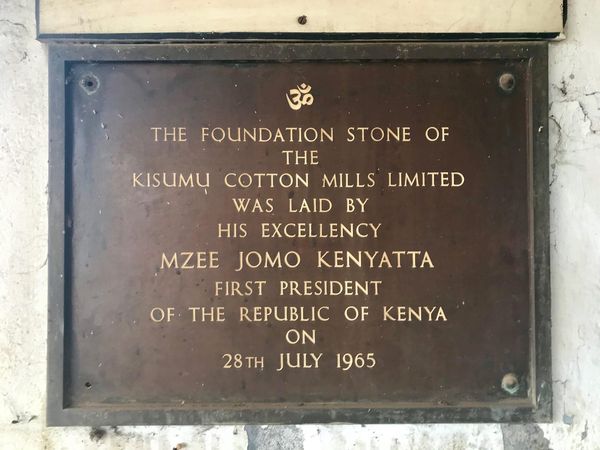 ॐ
THE FOUNDATION STONE OF
THE
KISUMU COTTON MILLS LIMITED
WAS LAID BY
HIS EXCELLENCY
MZEE JOMO KENYATTA
FIRST PRESIDENT
OF THE REPUBLIC OF KENYA
ON
28TH JULY 1965